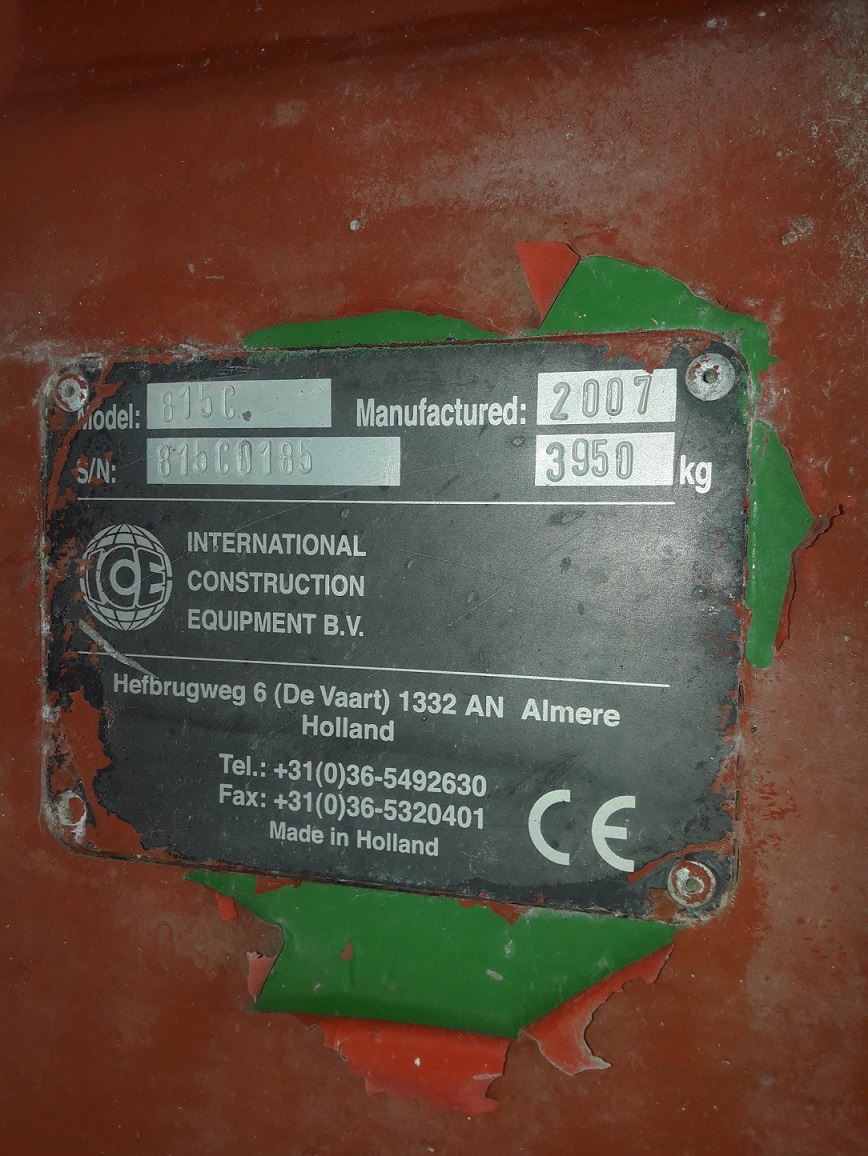 Model: 815C Manufactured: 2007
S/N: 815C0185 3950 kg
ICE
INTERNATIONAL
CONSTRUCTION
EQUIPMENT B.V.
Hefbrugweg 6 (De Vaart) 1332 AN Almere
Holland
Tel.: +31(0)36-5492630
Fax: +31(0)36-5320401
Made in Holland
CE